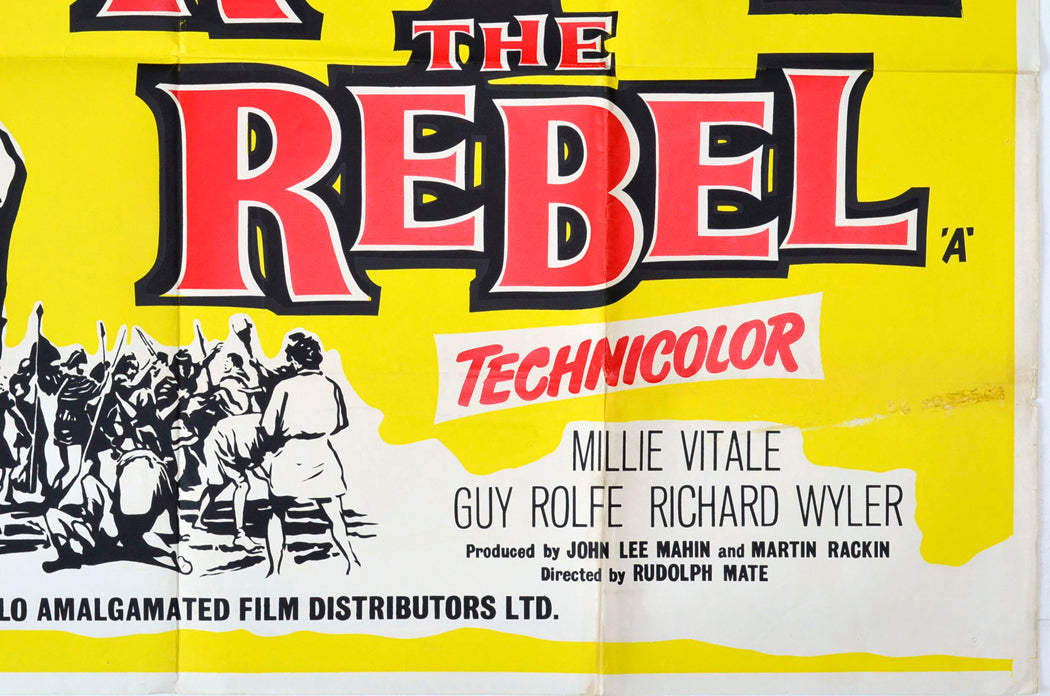 THE
REBEL
'A'
TECHNICOLOR
MILLIE VITALE
GUY ROLFE RICHARD WYLER
Produced by JOHN LEE MAHIN and MARTIN RACKIN
Directed by RUDOLPH MATE
LO AMALGAMATED FILM DISTRIBUTORS LTD.